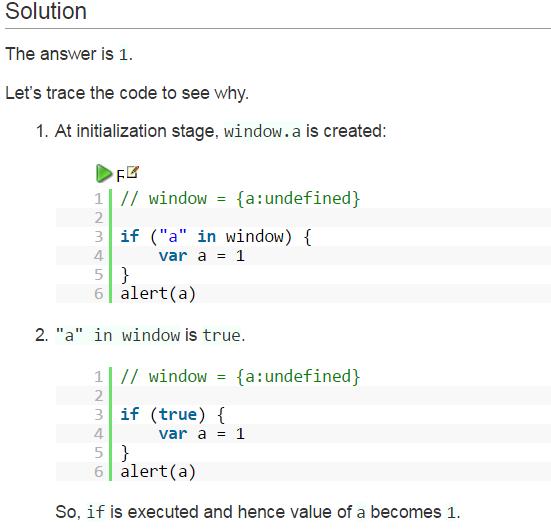 Solution
The answer is 1.
Let's trace the code to see why.
1. At initialization stage, window.a is created:
1 // window = {a:undefined}
2
3 if ("a" in window) {
4     var a = 1
5 }
6 alert(a)
2. "a" in window is true.
1 // window = {a:undefined}
2
3 if (true) {
4     var a = 1
5 }
6 alert(a)
So, if is executed and hence value of a becomes 1.